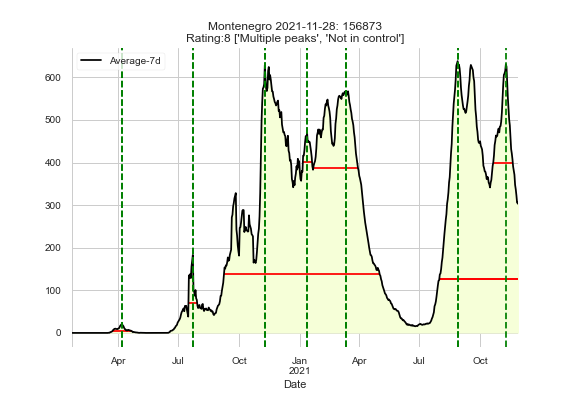 Montenegro 2021-11-28: 156873
Rating:8 ['Multiple peaks', 'Not in control']
Average-7d
600
500
400
300
200
100
0
Apr Jul Oct Jan Apr Jul Oct
2021
Date